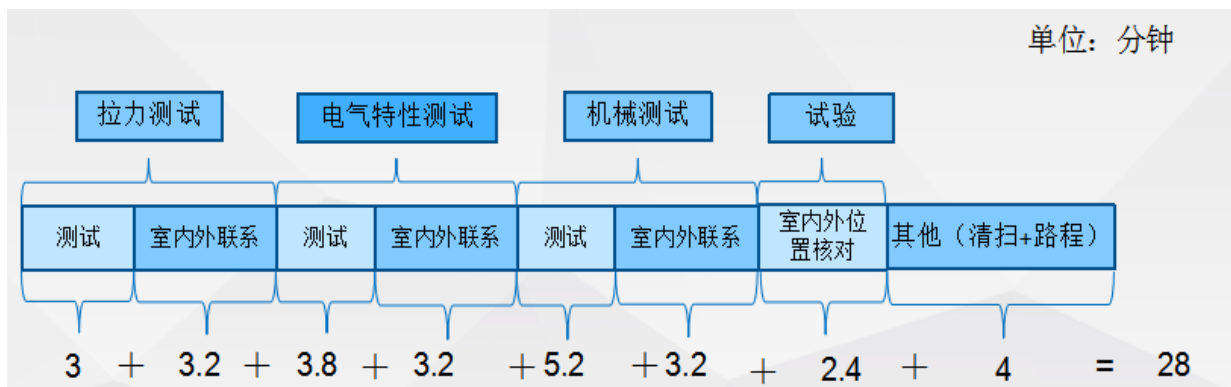 单位：分钟
拉力测试 电气特性测试 机械测试 试验
测试 室内外联系 测试 室内外联系 测试 室内外联系 室内外位 其他（清扫+路程）
置核对
3 + 3.2 + 3.8 + 3.2 +5.2 +3.2 + 2.4 + 4 = 28